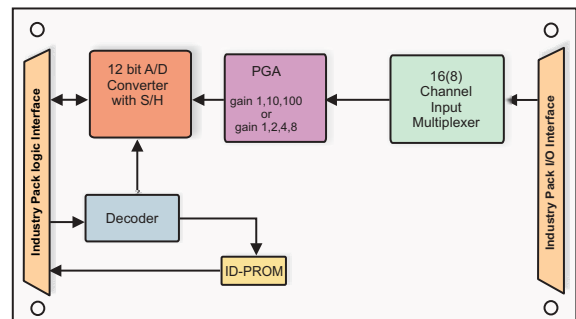 Industry Pack logic Interface
12 bit A/D
Converter
with S/H
PGA
gain 1,10,100
or
gain 1,2,4,8
16(8)
Channel
Input
Multiplexer
Industry Pack I/O Interface
Decoder
ID-PROM